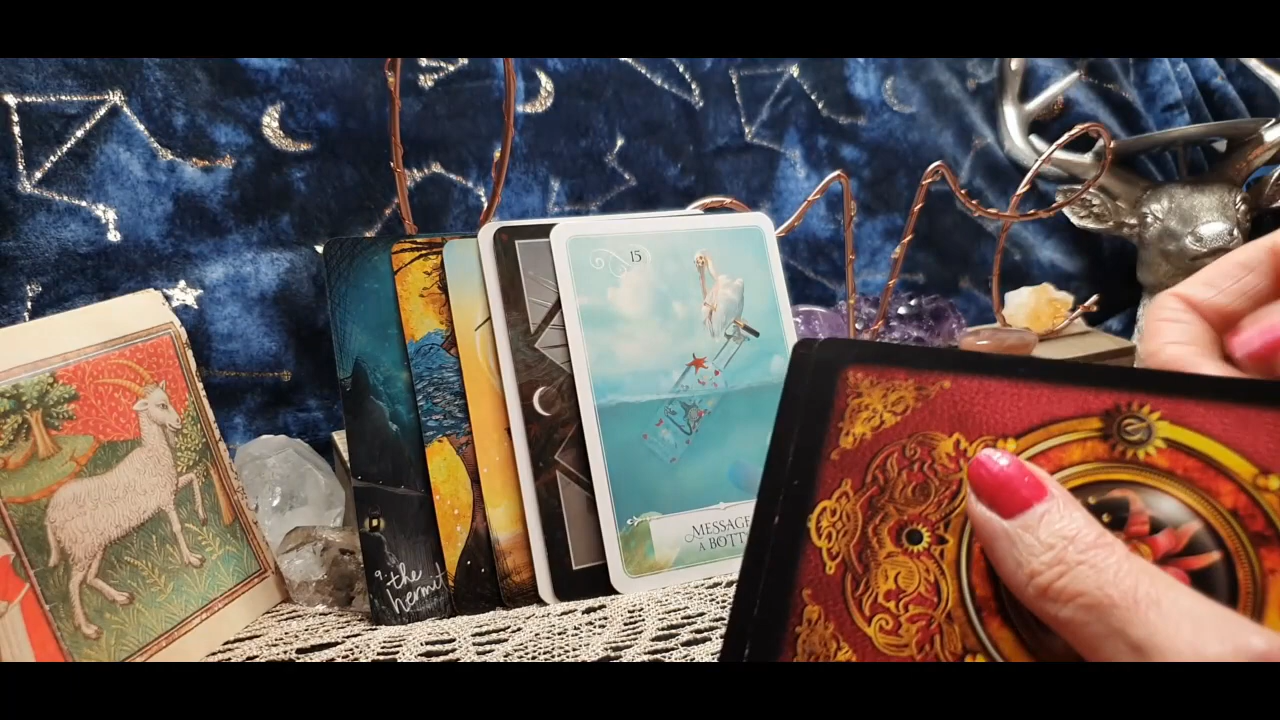 9. the
hermit
15
MESSAGE
A BOTT